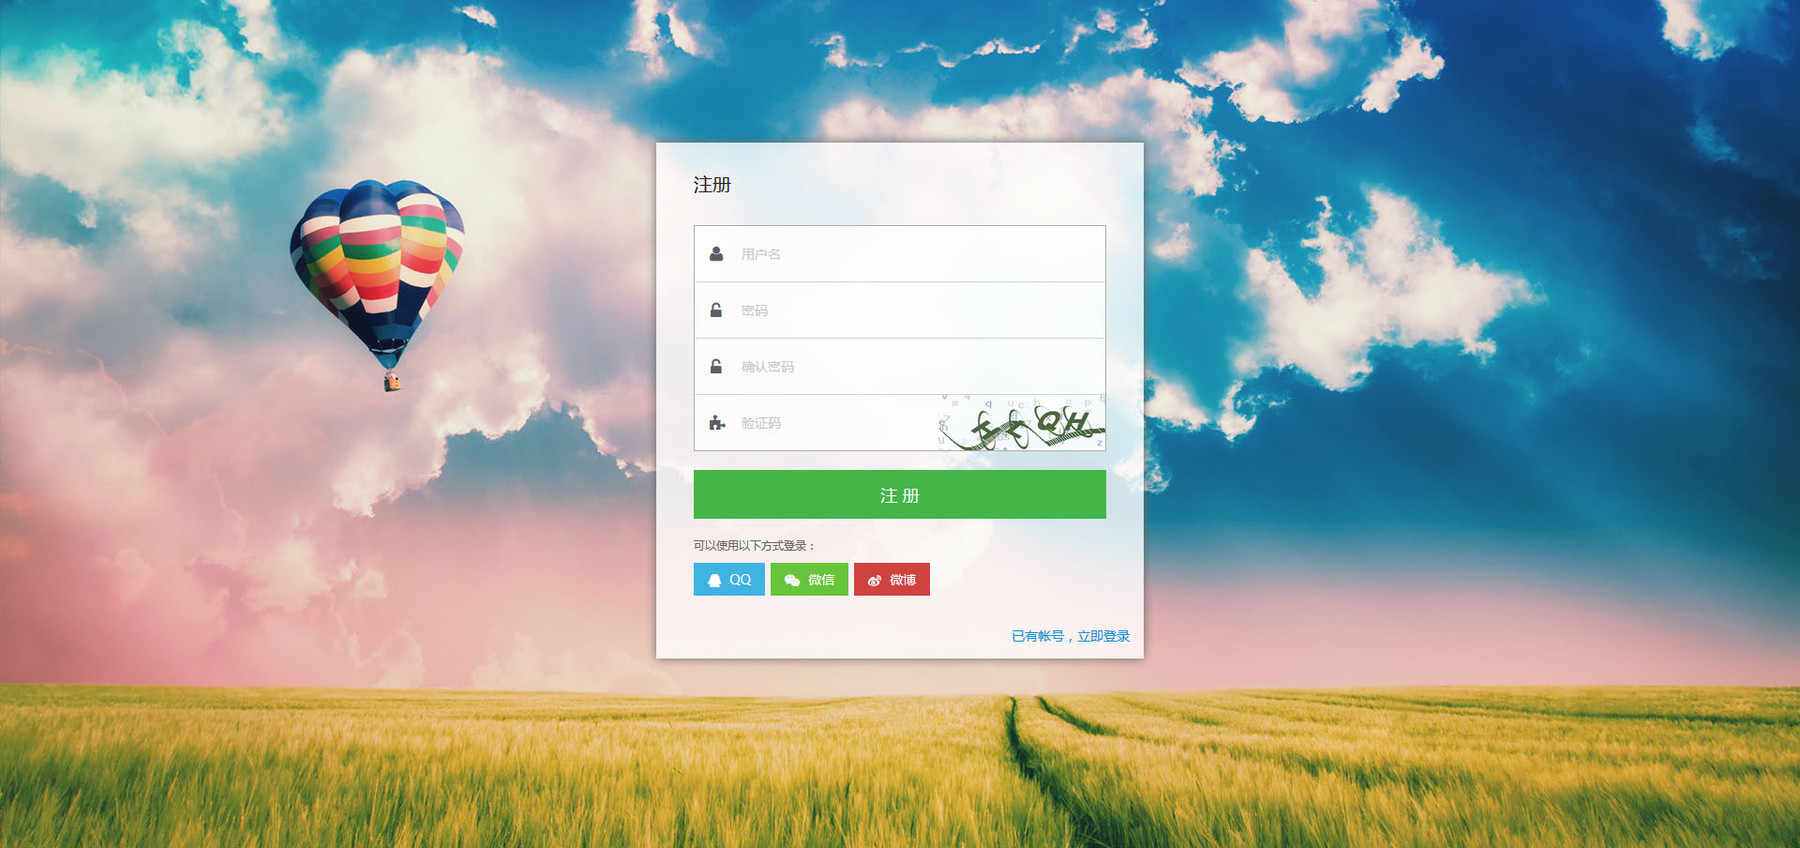 注册
用户名
密码
确认密码
验证码
注 册
可以使用以下方式登录：
QQ 微信 微博
已有帐号，立即登录